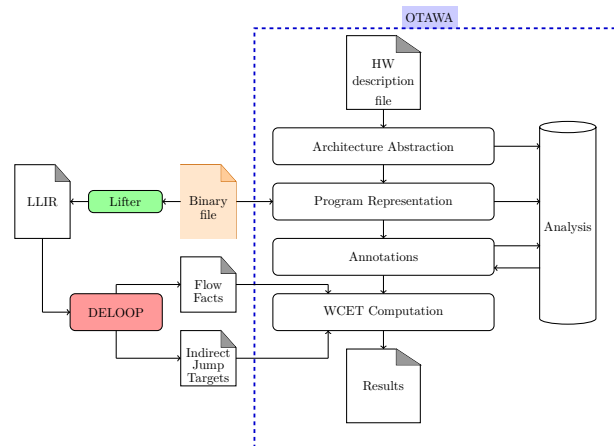 OTAWA
HW
description
file
Architecture Abstraction
LLIR
Lifter
Binary
file
Program Representation
Analysis
Annotations
Flow
Facts
DELOOP
WCET Computation
Indirect
Jump
Targets
Results